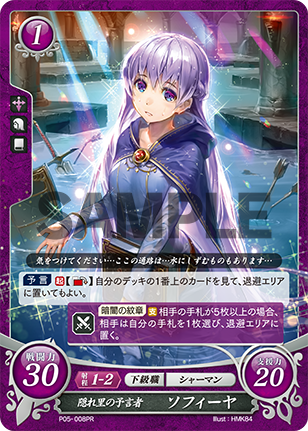 1
SAMPLE
気をつけてください…ここの通路は…水にしずむものもあります…
予言 起 自分のデッキの1番上のカードを見て、退避エリア
に置いてもよい。
暗闇の紋章 攻 相手の手札が5枚以上の場合、
相手は自分の手札を1枚選び、退避エリアに
置く。
戦闘力 30
射程 1-2 下級職 シャーマン
支援力 20
隠れ里の予言者 ソフィーヤ
P05-008PR
Illust : HMK84